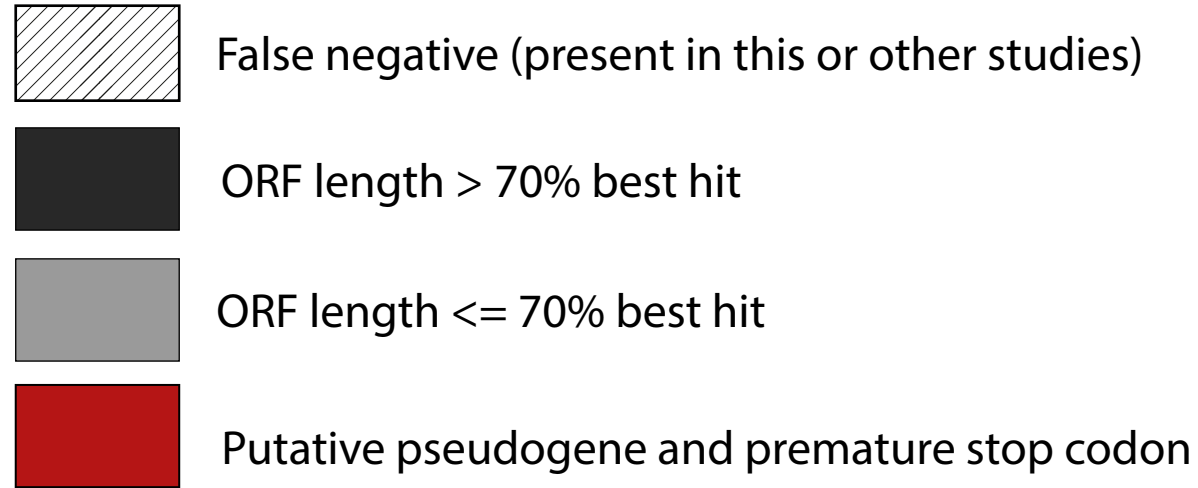 False negative (present in this or other studies)
ORF length > 70% best hit
ORF length <= 70% best hit
Putative pseudogene and premature stop codon